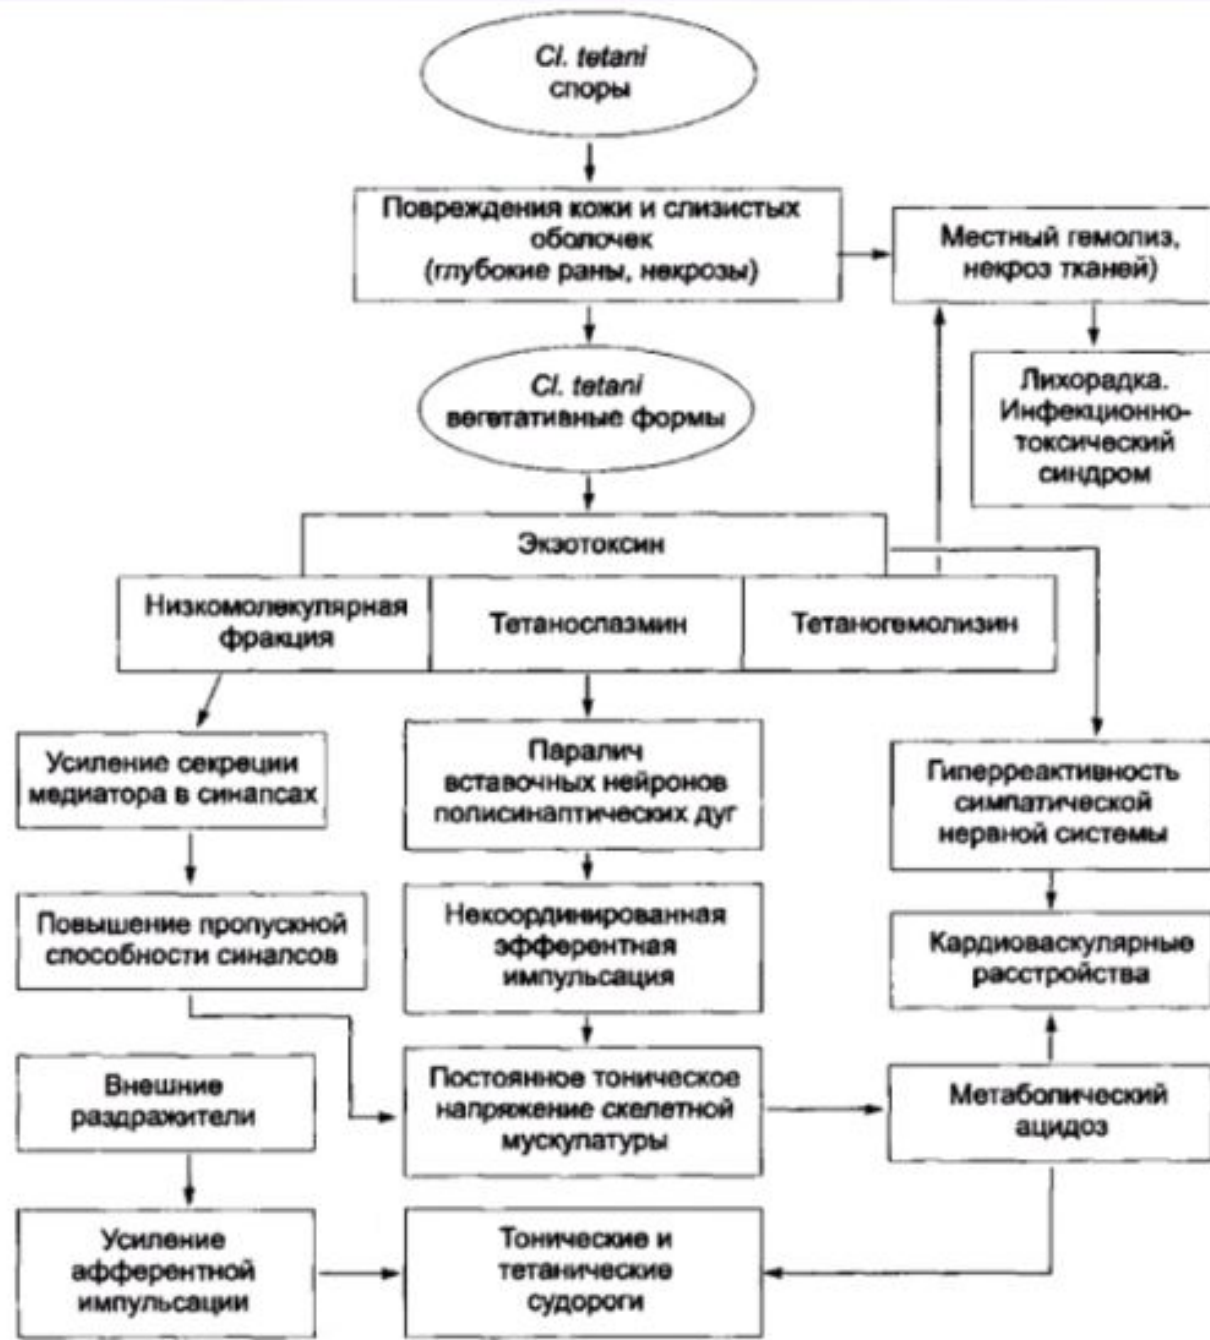 Cl. tetani
споры
Повреждения кожи и слизистых
оболочек
(глубокие раны, некрозы)
Местный гемолиз,
некроз тканей)
Cl. tetani
вегетативные формы
Лихорадка.
Инфекционно-
токсический
синдром
Экзотоксин
Низкомолекулярная
фракция
Тетаноспазмин
Тетаногемолизин
Усиление секреции
медиатора в синапсах
Паралич
вставочных нейронов
полисинаптических дуг
Гиперреактивность
симпатической
нервной системы
Повышение пропускной
способности синапсов
Некоординированная
эфферентная
импульсация
Кардиоваскулярные
расстройства
Внешние
раздражители
Постоянное тоническое
напряжение скелетной
мускулатуры
Метаболический
ацидоз
Усиление
афферентной
импульсации
Тонические и
тетанические
судороги